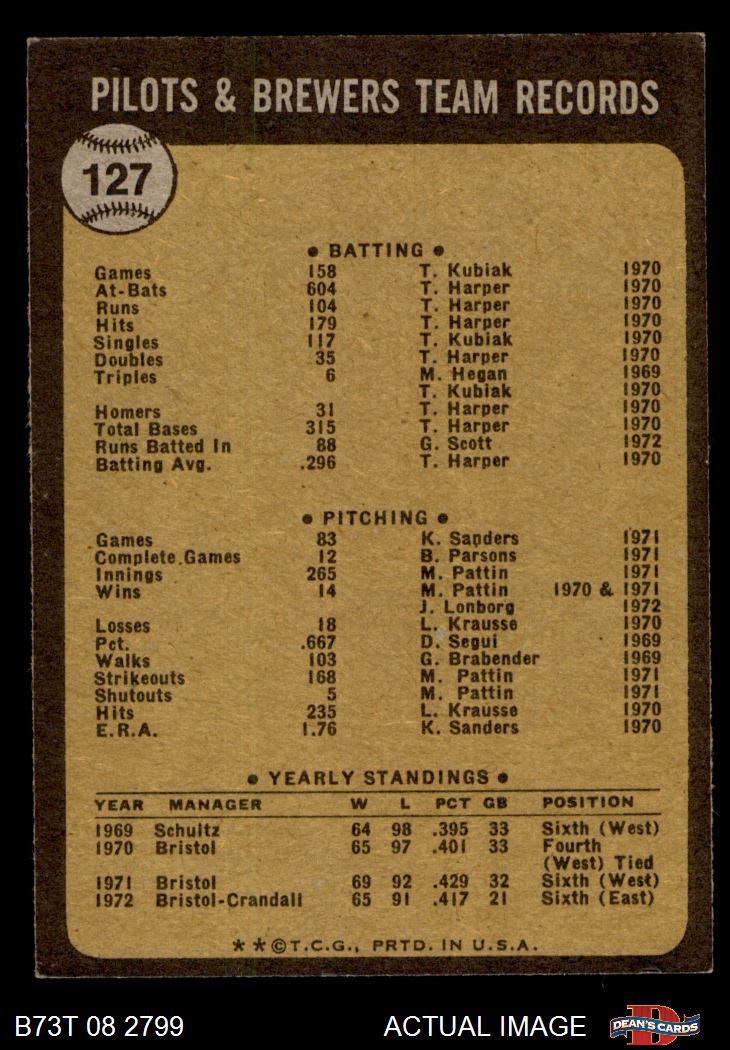 PILOTS & BREWERS TEAM RECORDS
127
● BATTING ●
Games 158 T. Kubiak 1970
At-Bats 604 T. Harper 1970
Runs 104 T. Harper 1970
Hits 179 T. Harper 1970
Singles 117 T. Kubiak 1970
Doubles 35 T. Harper 1970
Triples 6 M. Hegan 1969
T. Kubiak 1970
Homers 31 T. Harper 1970
Total Bases 315 T. Harper 1970
Runs Batted In 88 G. Scott 1972
Batting Avg. .296 T. Harper 1970
● PITCHING ●
Games 83 K. Sanders 1971
Complete Games 12 B. Parsons 1971
Innings 265 M. Pattin 1971
Wins 14 M. Pattin 1970 & 1971
J. Lonborg 1972
Losses 18 L. Krausse 1970
Pct. .667 D. Segui 1969
Walks 103 G. Brabender 1969
Strikeouts 168 M. Pattin 1971
Shutouts 5 M. Pattin 1971
Hits 235 L. Krausse 1970
E.R.A. 1.76 K. Sanders 1970
● YEARLY STANDINGS ●
YEAR MANAGER W L PCT GB POSITION
1969 Schultz 64 98 .395 33 Sixth (West)
1970 Bristol 65 97 .401 33 Fourth
(West) Tied
1971 Bristol 69 92 .429 32 Sixth (West)
1972 Bristol-Crandall 65 91 .417 21 Sixth (East)
**©T.C.G., PRTD. IN U.S.A.
B73T 08 2799 ACTUAL IMAGE D DEAN'S CARDS